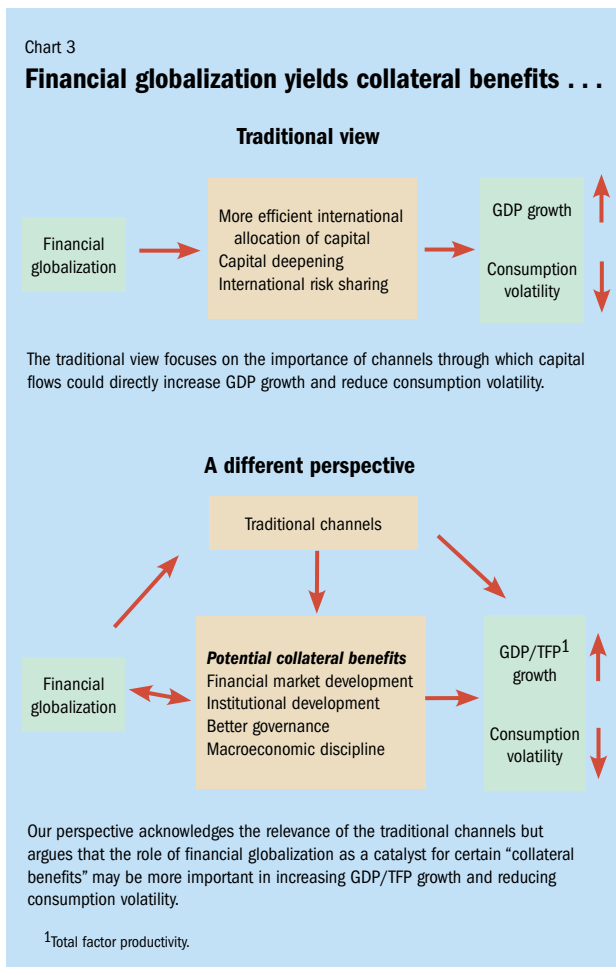 Chart 3
Financial globalization yields collateral benefits . . .
Traditional view
Financial
globalization
More efficient international
allocation of capital
Capital deepening
International risk sharing
GDP growth
Consumption
volatility
The traditional view focuses on the importance of channels through which capital
flows could directly increase GDP growth and reduce consumption volatility.
A different perspective
Traditional channels
Financial
globalization
Potential collateral benefits
Financial market development
Institutional development
Better governance
Macroeconomic discipline
GDP/TFP1
growth
Consumption
volatility
Our perspective acknowledges the relevance of the traditional channels but
argues that the role of financial globalization as a catalyst for certain “collateral
benefits” may be more important in increasing GDP/TFP growth and reducing
consumption volatility.
1Total factor productivity.